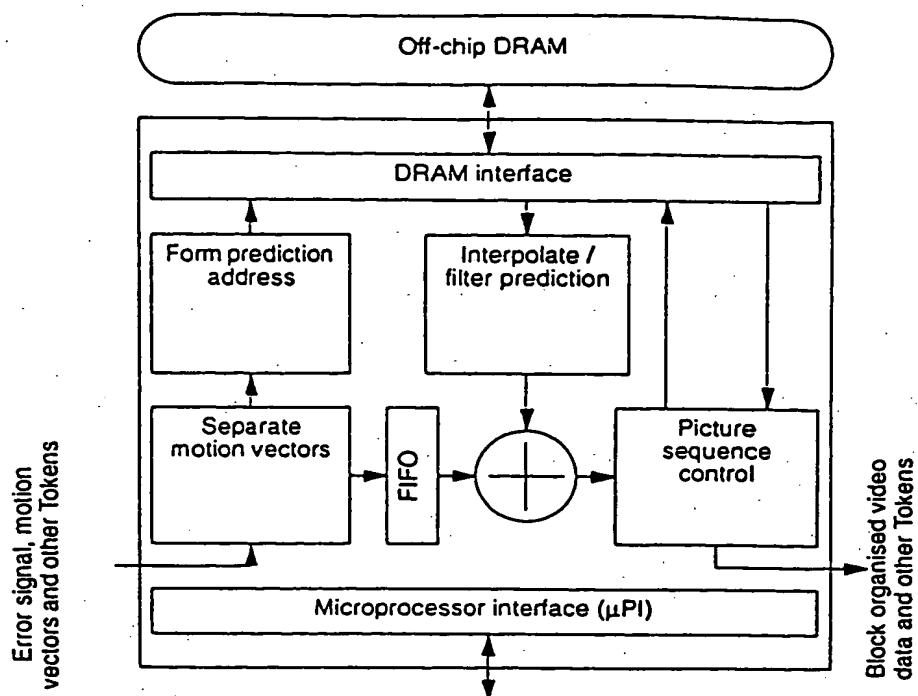 Off-chip DRAM
DRAM interface
Form prediction
address
Interpolate /
filter prediction
Separate
motion vectors
FIFO
Picture
sequence
control
Error signal, motion
vectors and other Tokens
Block organised video
data and other Tokens
Microprocessor interface (µPI)